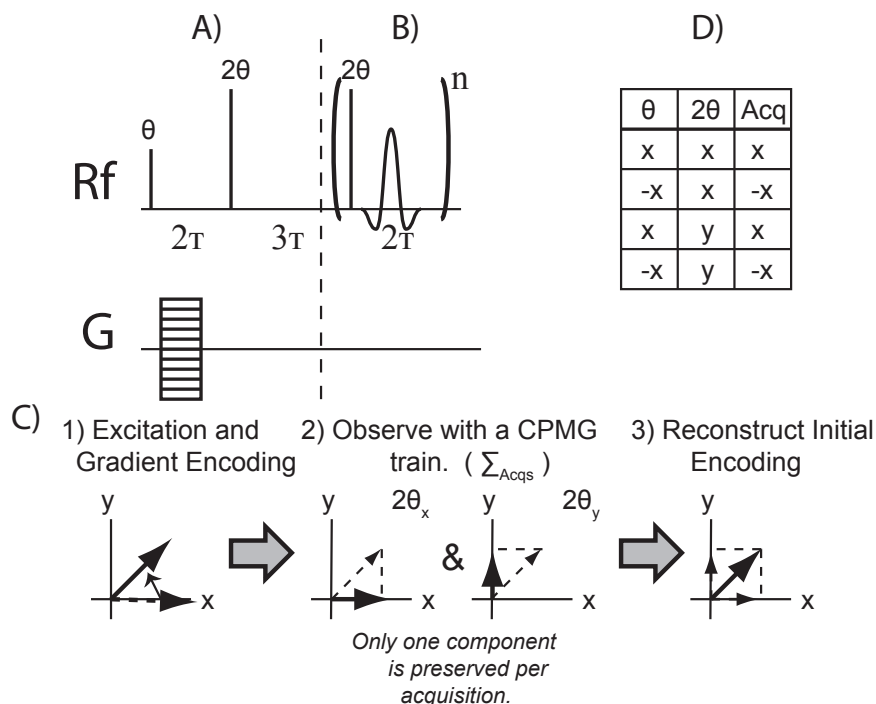 A) B) D)
2θ 2θ n
θ
Rf
2τ 3τ 2τ
θ 2θ Acq
x x x
-x x -x
x y x
-x y -x
G
C)
1) Excitation and
Gradient Encoding
2) Observe with a CPMG
train. ( ∑Acqs )
3) Reconstruct Initial
Encoding
y y 2θx y 2θy y
&
x x x x
Only one component
is preserved per
acquisition.